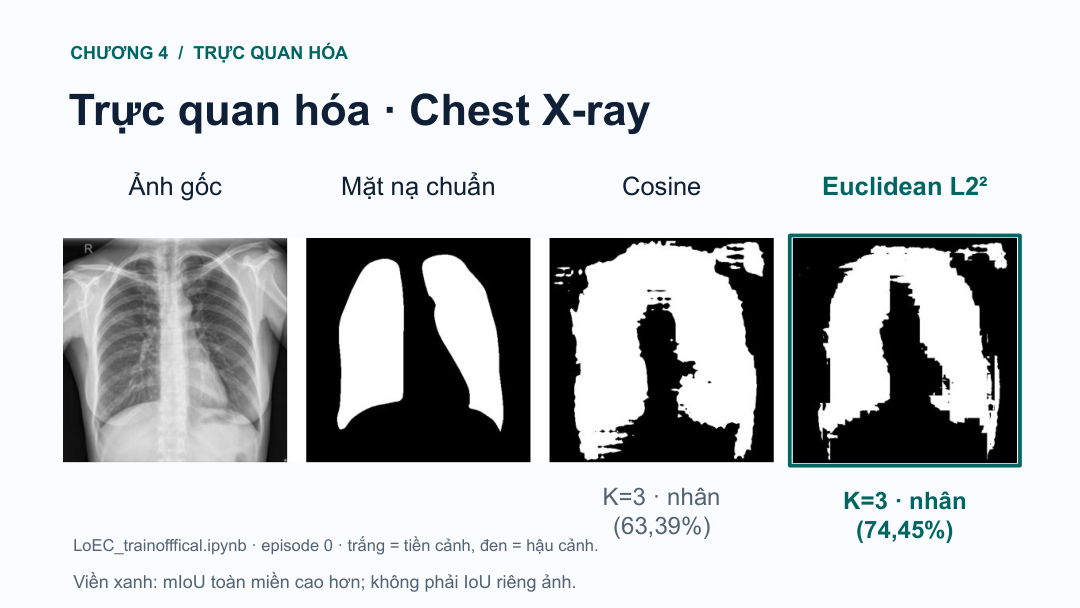 CHƯƠNG 4 / TRỰC QUAN HÓA
Trực quan hóa · Chest X-ray
Ảnh gốc
Mặt nạ chuẩn
Cosine
Euclidean L2²
R
K=3 · nhân
(63,39%)
K=3 · nhân
(74,45%)
LoEC_trainofffical.ipynb · episode 0 · trắng = tiền cảnh, đen = hậu cảnh.
Viền xanh: mIoU toàn miền cao hơn; không phải IoU riêng ảnh.